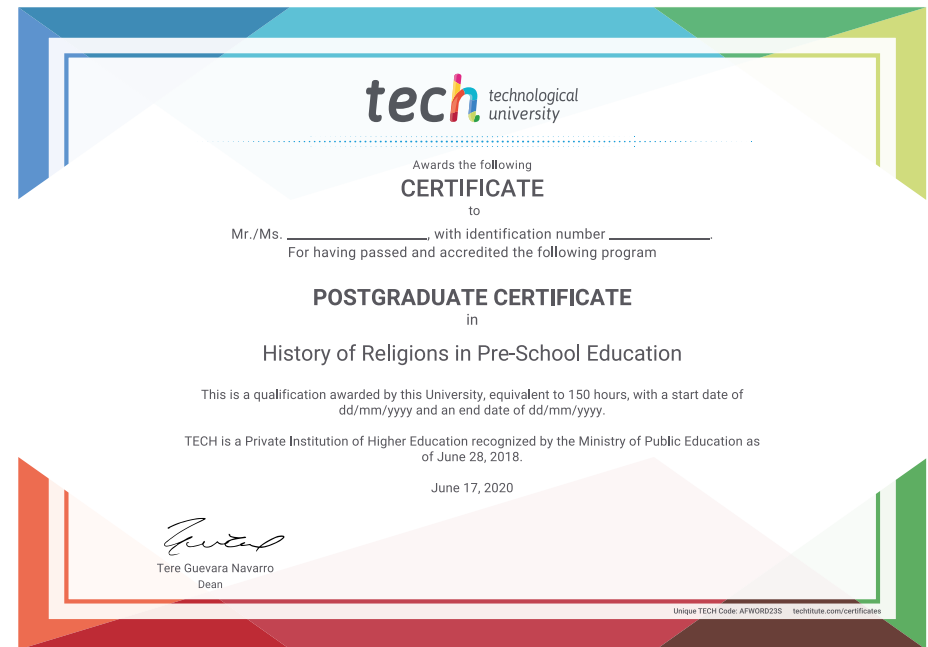 tech technological
university
Awards the following
CERTIFICATE
to
Mr./Ms. ____________________, with identification number ______________.
For having passed and accredited the following program
POSTGRADUATE CERTIFICATE
in
History of Religions in Pre-School Education
This is a qualification awarded by this University, equivalent to 150 hours, with a start date of
dd/mm/yyyy and an end date of dd/mm/yyyy.
TECH is a Private Institution of Higher Education recognized by the Ministry of Public Education as
of June 28, 2018.
June 17, 2020
Tere Guevara Navarro
Dean
Unique TECH Code: AFWORD23S techtitute.com/certificates